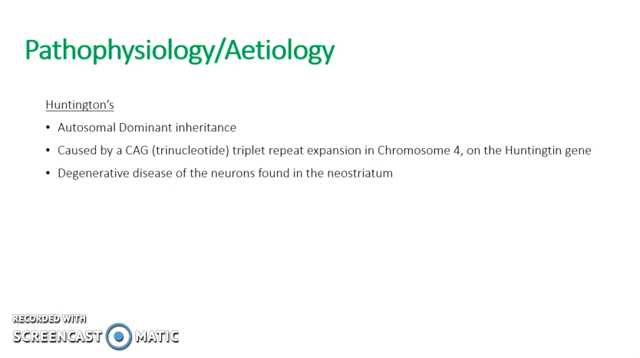 Pathophysiology/Aetiology
Huntington's
• Autosomal Dominant inheritance
• Caused by a CAG (trinucleotide) triplet repeat expansion in Chromosome 4, on the Huntingtin gene
• Degenerative disease of the neurons found in the neostriatum
RECORDED WITH
SCREENCAST MATIC